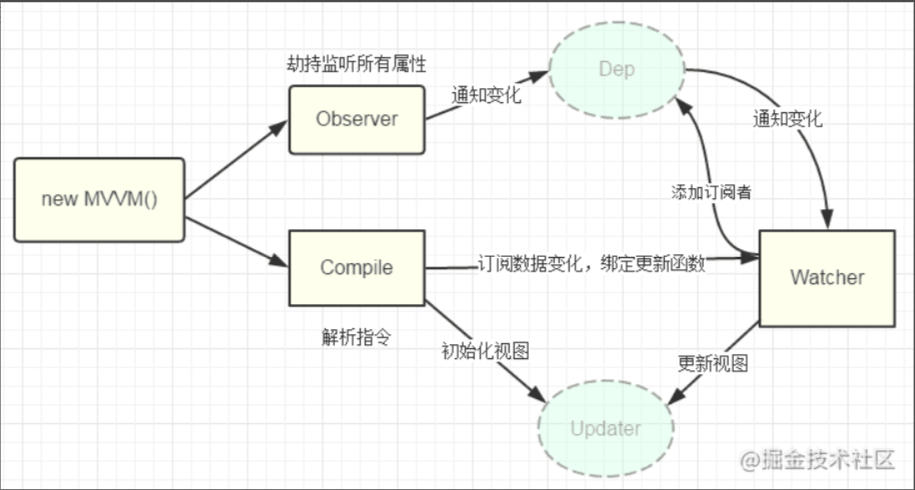 劫持监听所有属性
Dep
Observer
通知变化
通知变化
new MVVM()
添加订阅者
Compile
订阅数据变化，绑定更新函数
Watcher
解析指令
初始化视图
更新视图
Updater
@掘金技术社区